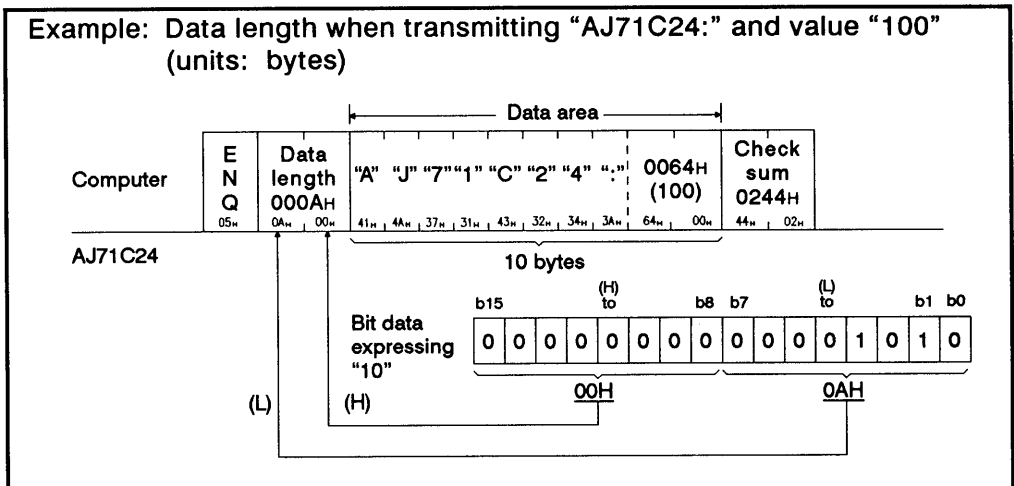 Example: Data length when transmitting “AJ71C24:” and value “100”
(units: bytes)
Data area
Computer
E
N
Q
05H
Data
length
000AH
0AH 00H
“A” “J” “7” “1” “C” “2” “4” “:”
41H 4AH 37H 31H 43H 32H 34H 3AH
0064H
(100)
64H 00H
Check
sum
0244H
44H 02H
AJ71C24
10 bytes
b15 (H) to b8 b7 (L) to b1 b0
Bit data
expressing
“10”
0 0 0 0 0 0 0 0 0 0 0 0 1 0 1 0
00H 0AH
(L) (H)